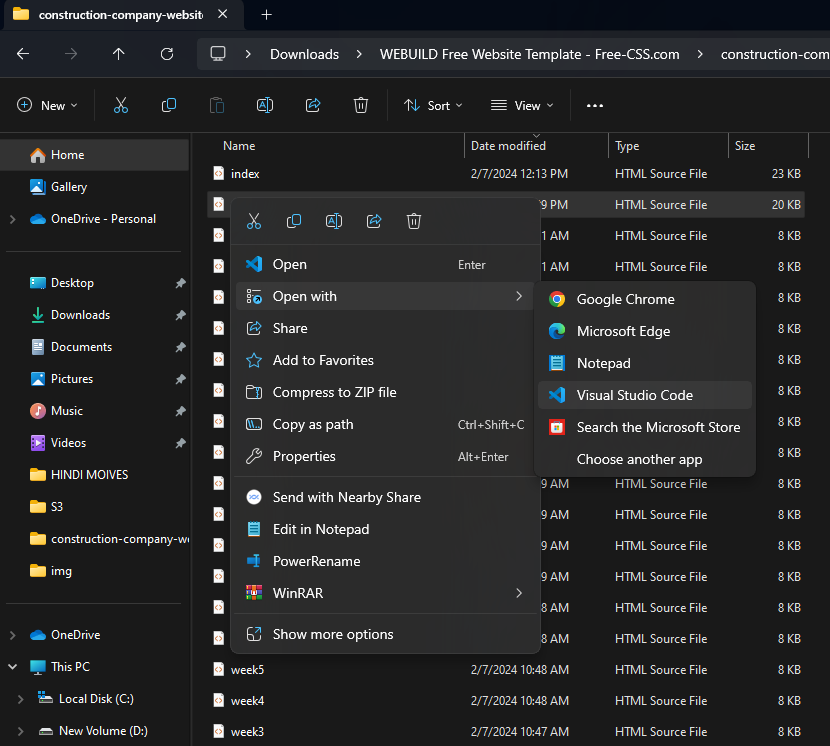 construction-company-websit
Downloads > WEBUILD Free Website Template - Free-CSS.com > construction-com
New Sort View
Name Date modified Type Size
Home
Gallery
OneDrive - Personal
Desktop
Downloads
Documents
Pictures
Music
Videos
HINDI MOIVES
S3
construction-company-we
img
OneDrive
This PC
Local Disk (C:)
New Volume (D:)
index 2/7/2024 12:13 PM HTML Source File 23 KB
9 PM HTML Source File 20 KB
1 AM HTML Source File 8 KB
1 AM HTML Source File 8 KB
8 KB
8 KB
8 KB
8 KB
8 KB
8 KB
9 AM HTML Source File 8 KB
9 AM HTML Source File 8 KB
9 AM HTML Source File 8 KB
9 AM HTML Source File 8 KB
8 AM HTML Source File 8 KB
8 AM HTML Source File 8 KB
week5 2/7/2024 10:48 AM HTML Source File 8 KB
week4 2/7/2024 10:48 AM HTML Source File 8 KB
week3 2/7/2024 10:47 AM HTML Source File 8 KB
Open Enter
Open with
Share
Add to Favorites
Compress to ZIP file
Copy as path Ctrl+Shift+C
Properties Alt+Enter
Send with Nearby Share
Edit in Notepad
PowerRename
WinRAR
Show more options
Google Chrome
Microsoft Edge
Notepad
Visual Studio Code
Search the Microsoft Store
Choose another app